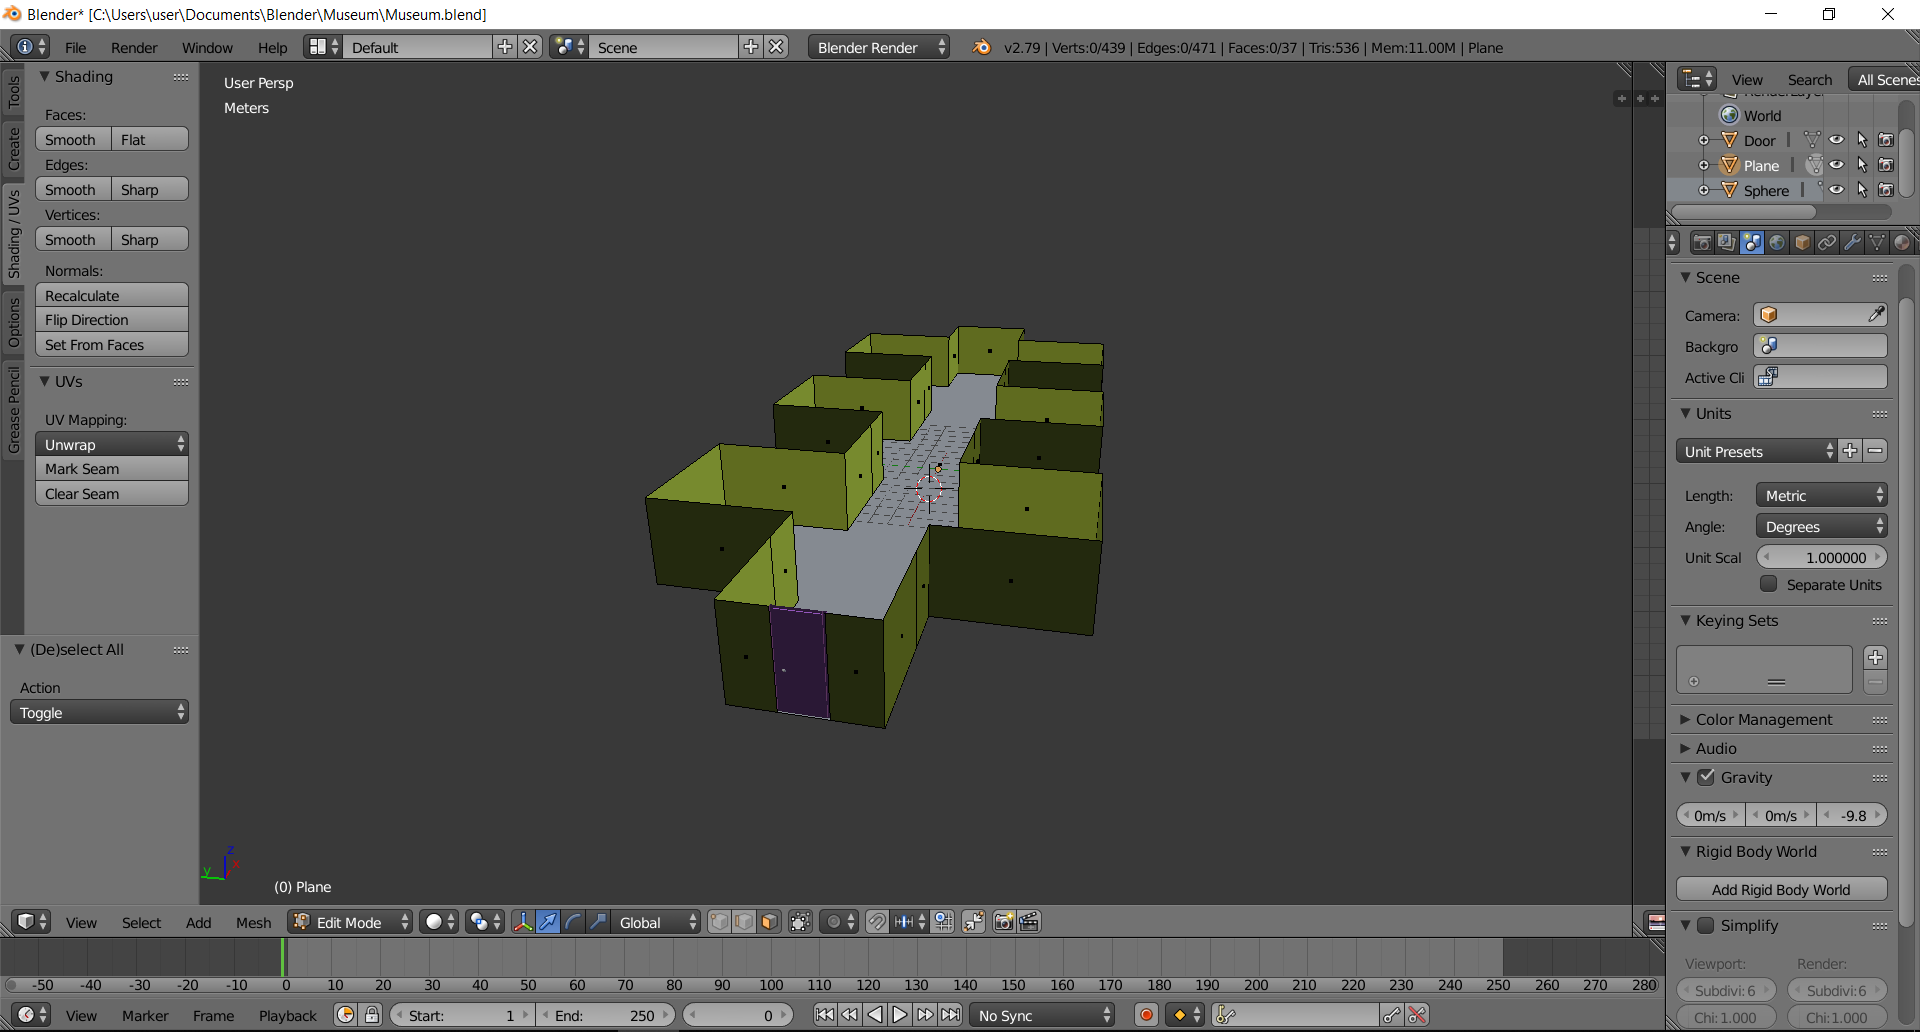 Blender* [C:\Users\user\Documents\Blender\Museum\Museum.blend]
File Render Window Help Default Scene Blender Render v2.79 | Verts:0/439 | Edges:0/471 | Faces:0/37 | Tris:536 | Mem:11.00M | Plane
Tools
Create
Shading / UVs
Options
Grease Pencil
Shading
Faces:
Smooth Flat
Edges:
Smooth Sharp
Vertices:
Smooth Sharp
Normals:
Recalculate
Flip Direction
Set From Faces
UVs
UV Mapping:
Unwrap
Mark Seam
Clear Seam
(De)select All
Action
Toggle
User Persp
Meters
z
x
y
(0) Plane
View Select Add Mesh Edit Mode Global
-50 -40 -30 -20 -10 0 10 20 30 40 50 60 70 80 90 100 110 120 130 140 150 160 170 180 190 200 210 220 230 240 250 260 270 280
View Marker Frame Playback Start: 1 End: 250 0 No Sync
View Search All Scenes
RenderLaye
World
Door
Plane
Sphere
Scene
Camera:
Backgro
Active Cli
Units
Unit Presets
Length: Metric
Angle: Degrees
Unit Scal 1.000000
Separate Units
Keying Sets
Color Management
Audio
Gravity
0m/s 0m/s -9.8
Rigid Body World
Add Rigid Body World
Simplify
Viewport: Render:
Subdivi: 6 Subdivi: 6
Chi: 1.000 Chi: 1.000